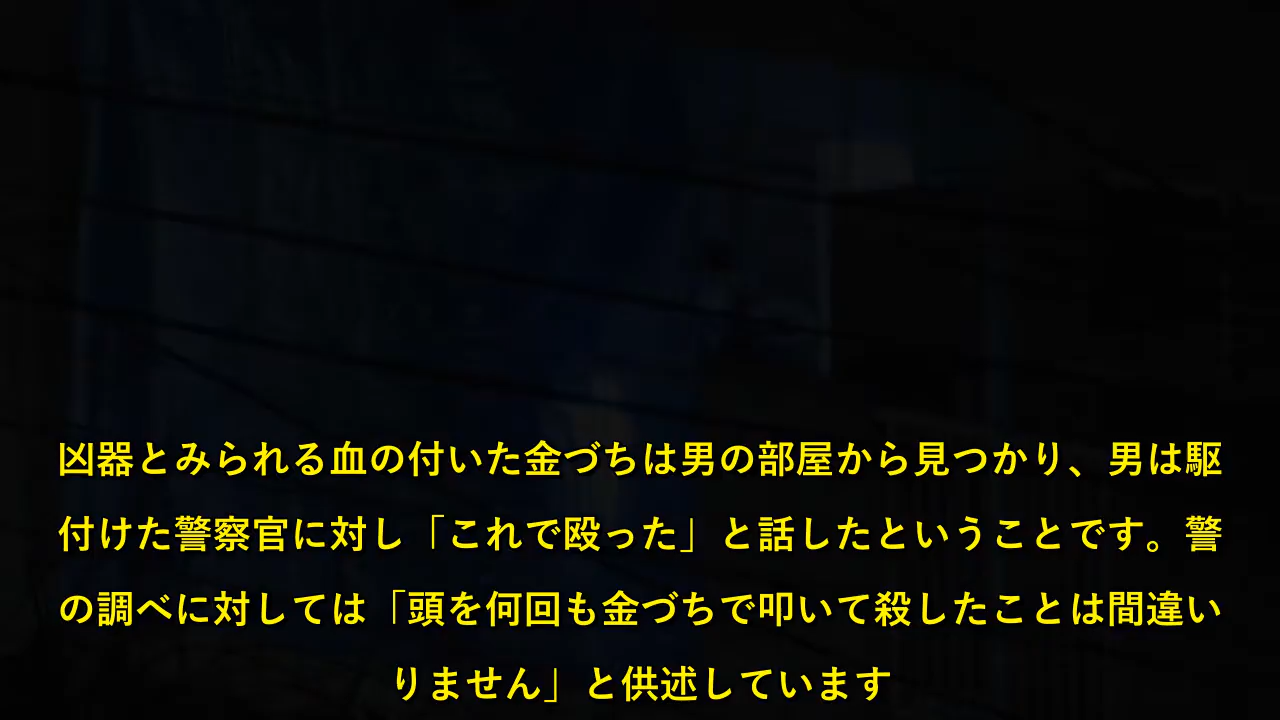 凶器とみられる血の付いた金づちは男の部屋から見つかり、男は駆
付けた警察官に対し「これで殴った」と話したということです。警
の調べに対しては「頭を何回も金づちで叩いて殺したことは間違い
りません」と供述しています